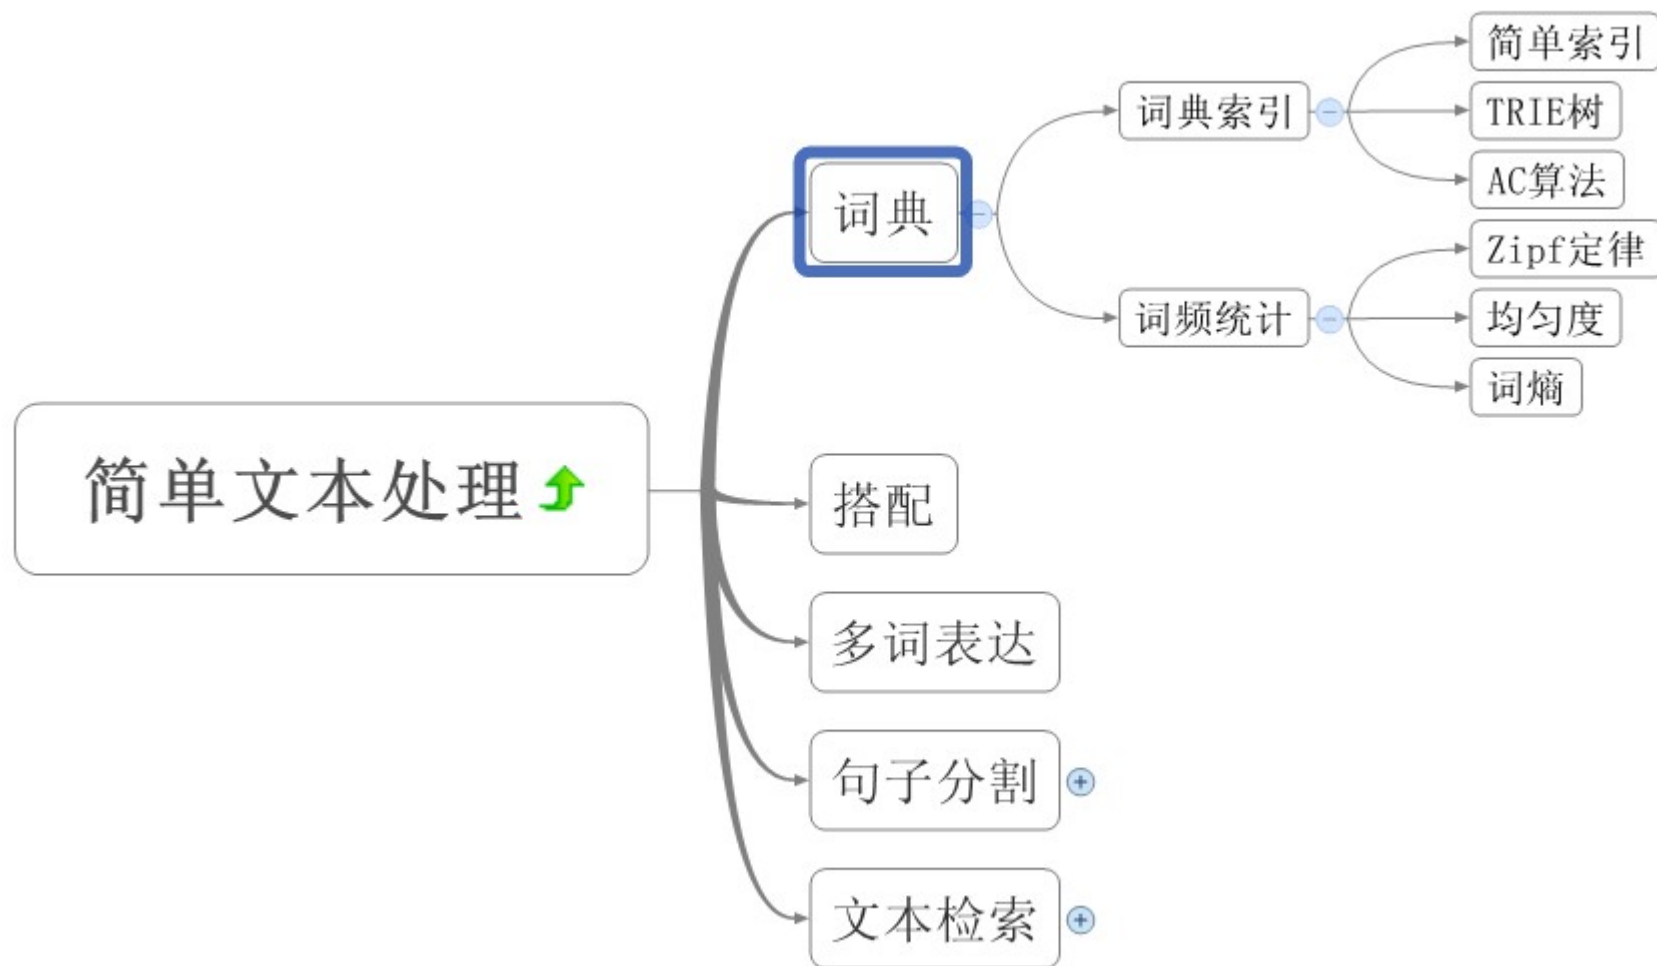 简单文本处理
词典
词典索引
简单索引
TRIE树
AC算法
词频统计
Zipf定律
均匀度
词熵
搭配
多词表达
句子分割
文本检索